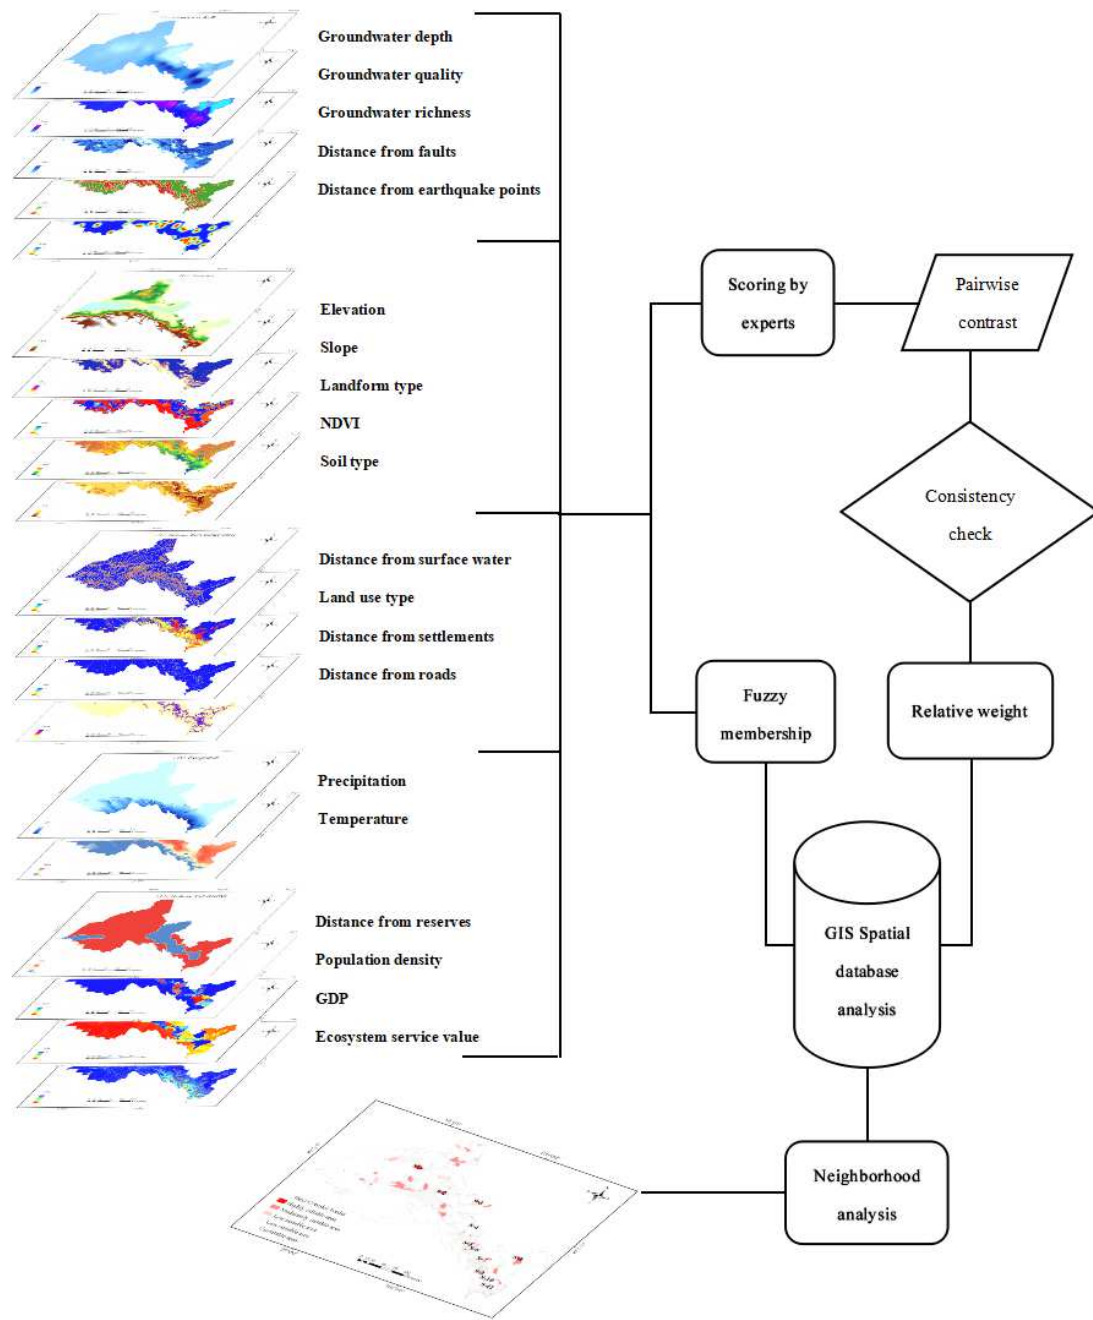 Groundwater depth
Groundwater quality
Groundwater richness
Distance from faults
Distance from earthquake points
Elevation
Slope
Landform type
NDVI
Soil type
Distance from surface water
Land use type
Distance from settlements
Distance from roads
Precipitation
Temperature
Distance from reserves
Population density
GDP
Ecosystem service value
Scoring by
experts
Pairwise
contrast
Consistency
check
Fuzzy
membership
Relative weight
GIS Spatial
database
analysis
Neighborhood
analysis